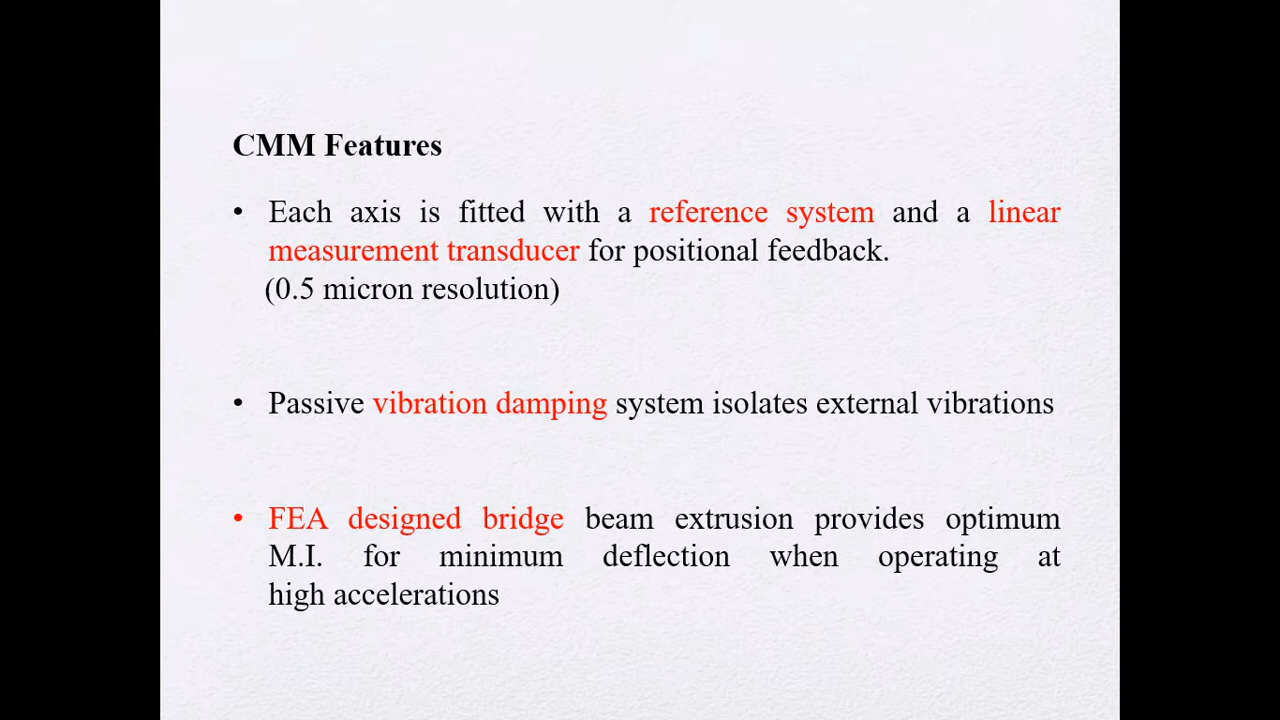 CMM Features
• Each axis is fitted with a reference system and a linear
measurement transducer for positional feedback.
(0.5 micron resolution)
• Passive vibration damping system isolates external vibrations
• FEA designed bridge beam extrusion provides optimum
M.I. for minimum deflection when operating at
high accelerations